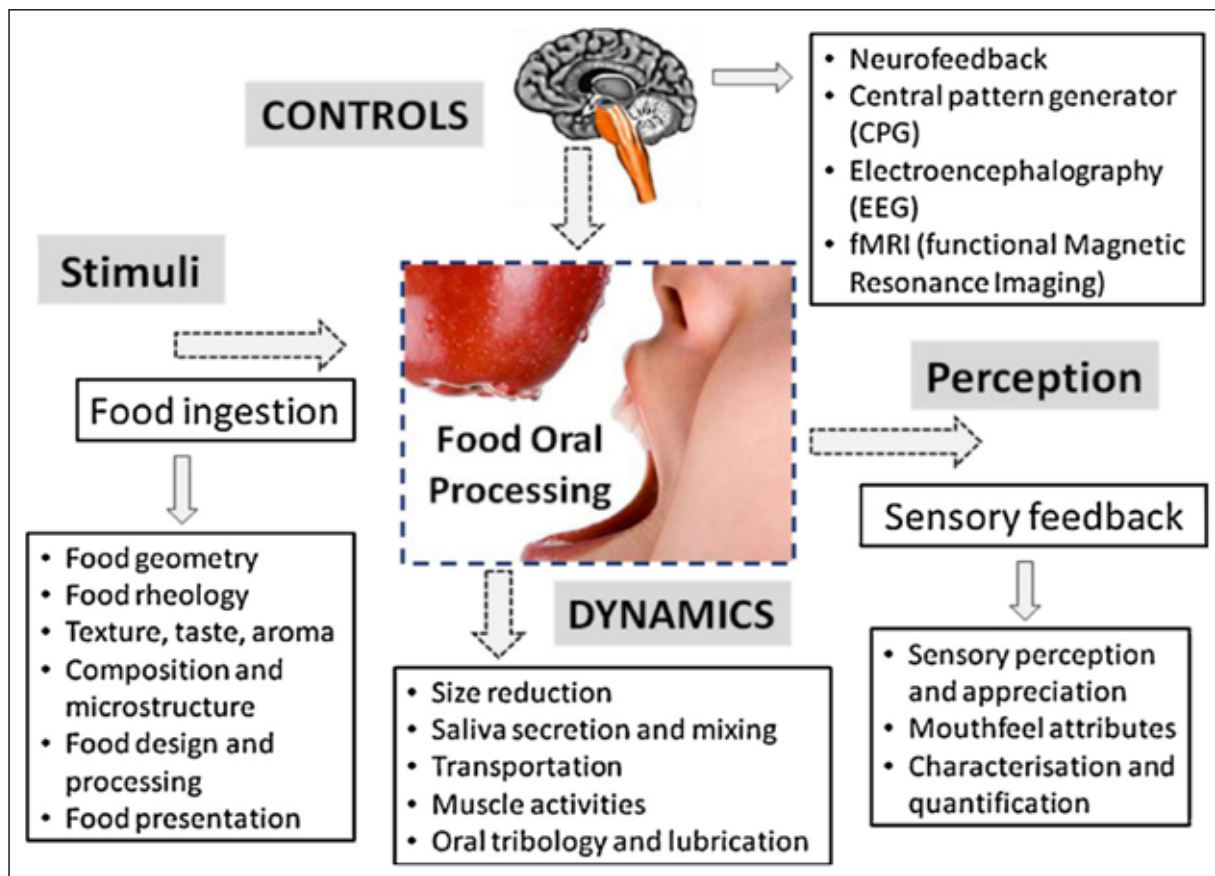 CONTROLS
• Neurofeedback
• Central pattern generator
(CPG)
• Electroencephalography
(EEG)
• fMRI (functional Magnetic
Resonance Imaging)
Stimuli
Food ingestion
• Food geometry
• Food rheology
• Texture, taste, aroma
• Composition and
microstructure
• Food design and
processing
• Food presentation
Food Oral
Processing
DYNAMICS
• Size reduction
• Saliva secretion and mixing
• Transportation
• Muscle activities
• Oral tribology and lubrication
Perception
Sensory feedback
• Sensory perception
and appreciation
• Mouthfeel attributes
• Characterisation and
quantification